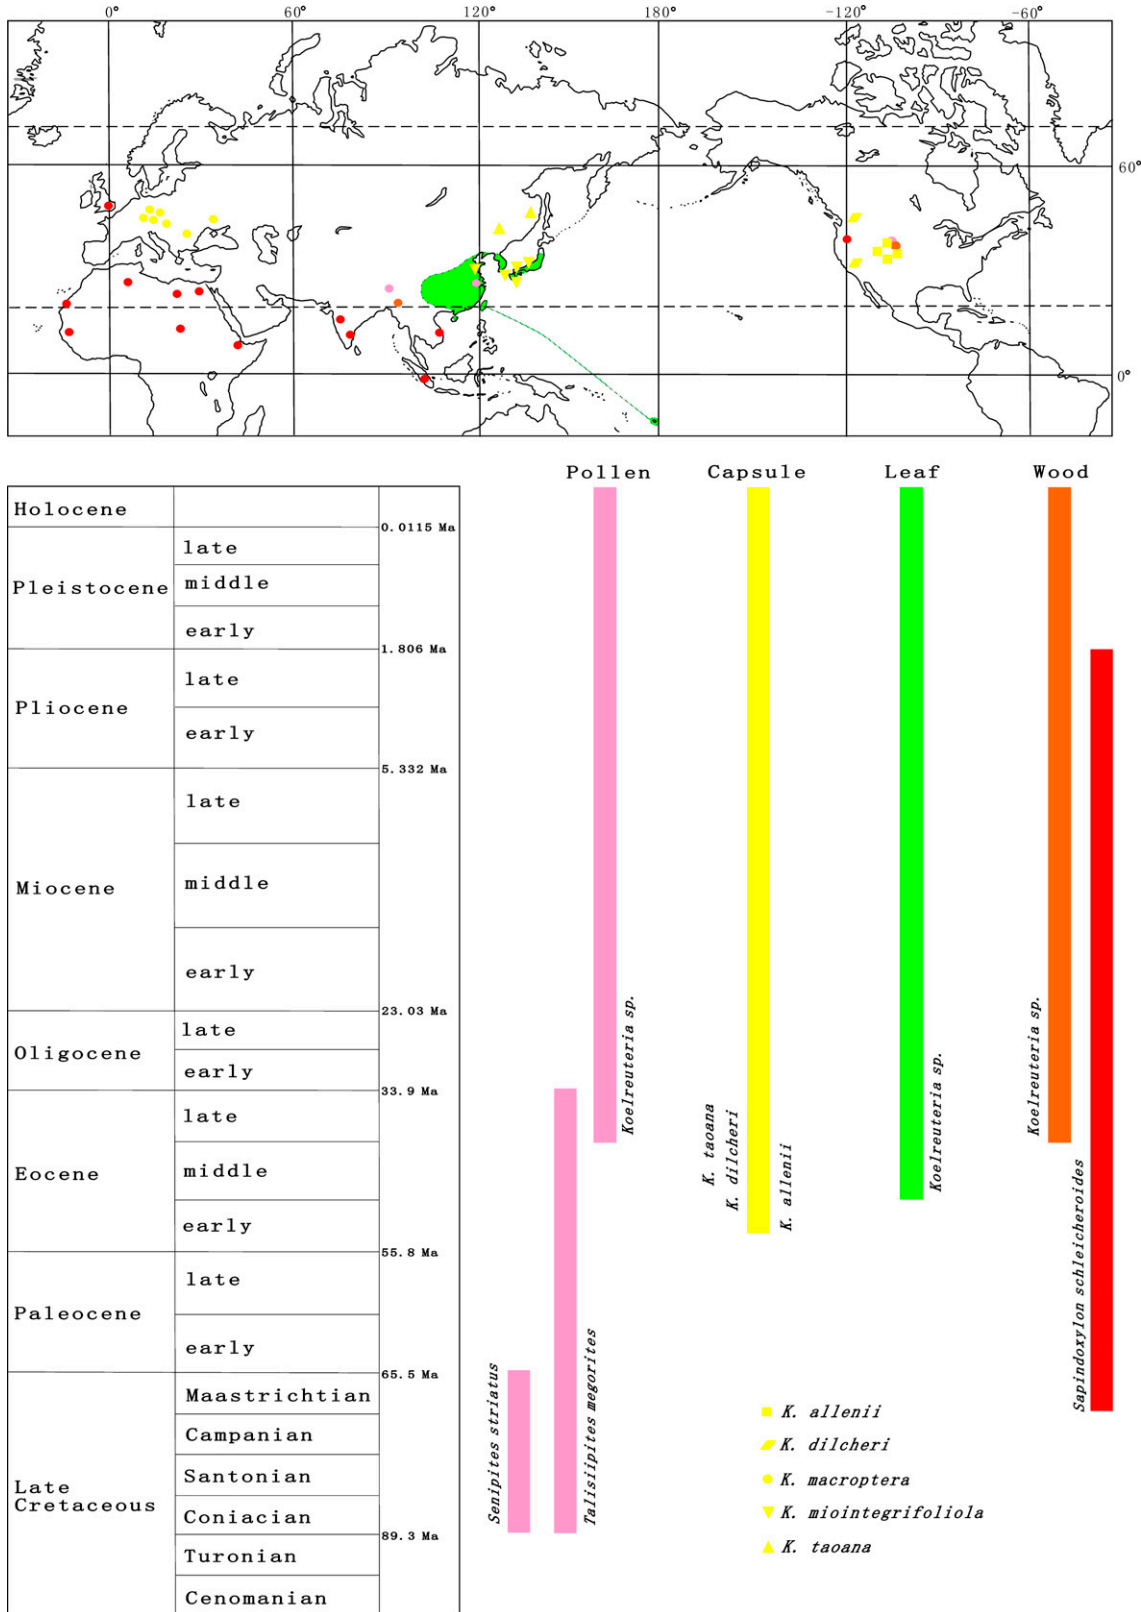 0° 60° 120° 180° -120° -60°
60°
0°
Pollen Capsule Leaf Wood
Holocene
0.0115 Ma
late
Pleistocene
middle
early
1.806 Ma
late
Pliocene
early
5.332 Ma
late
Miocene
middle
early
23.03 Ma
late
Oligocene
early
33.9 Ma
late
Eocene
middle
early
55.8 Ma
late
Paleocene
early
65.5 Ma
Maastrichtian
Campanian
Santonian
Late
Cretaceous
Coniacian
89.3 Ma
Turonian
Cenomanian
Senipites striatus
Talisiipites megorites
Koelreuteria sp.
K. taoana
K. dilcheri
K. allenii
Koelreuteria sp.
Koelreuteria sp.
Sapindoxylon schleicheroides
K. allenii
K. dilcheri
K. macroptera
K. miointegrifoliola
K. taoana